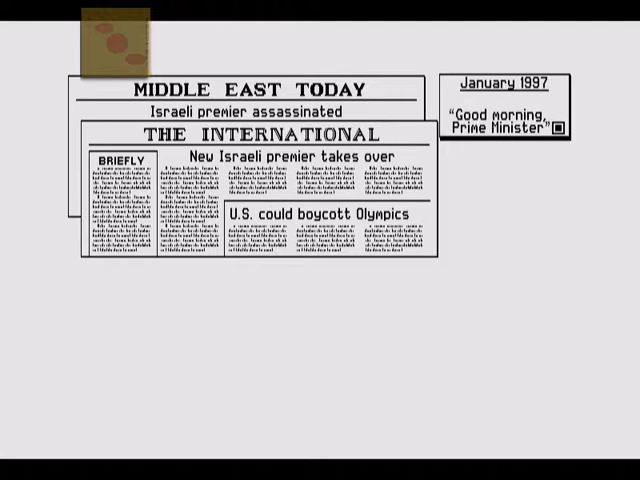 MIDDLE EAST TODAY
Israeli premier assassinated
THE INTERNATIONAL
BRIEFLY
New Israeli premier takes over
U.S. could boycott Olympics
January 1997
“Good morning,
Prime Minister”